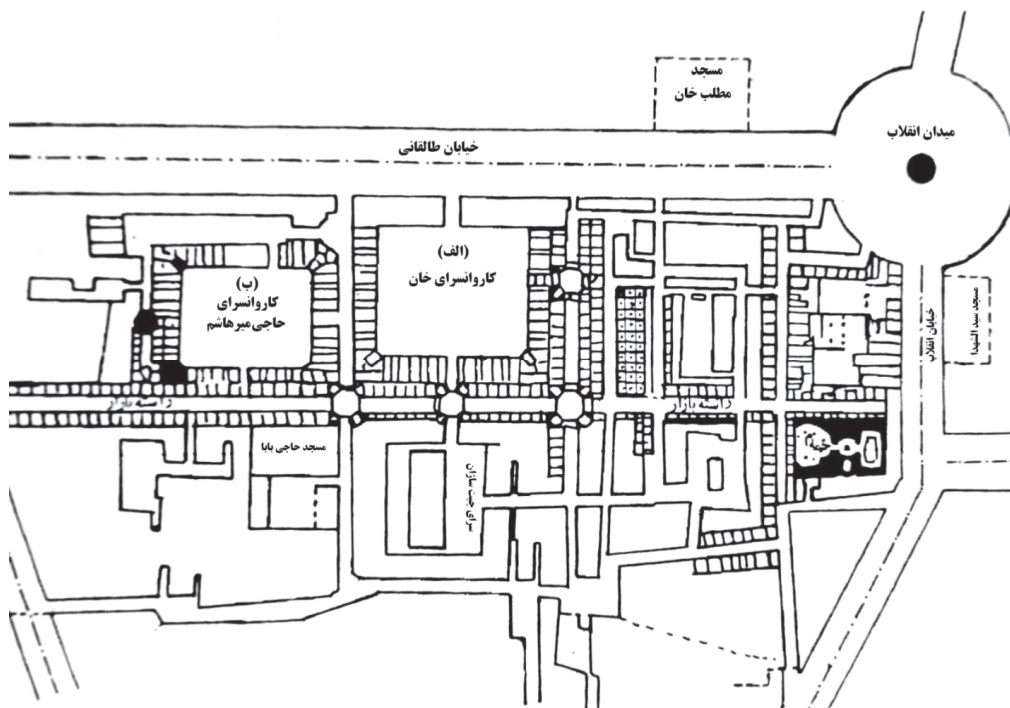 مسجد
مطلب خان
میدان انقلاب
خیابان طالقانی
(الف)
کاروانسرای خان
(ب)
کاروانسرای
حاجی میرهاشم
خیابان انقلاب
مسجد سید الشهدا
راسته بازار
راسته بازار
مسجد حاجی بابا
سرای جیت سازان